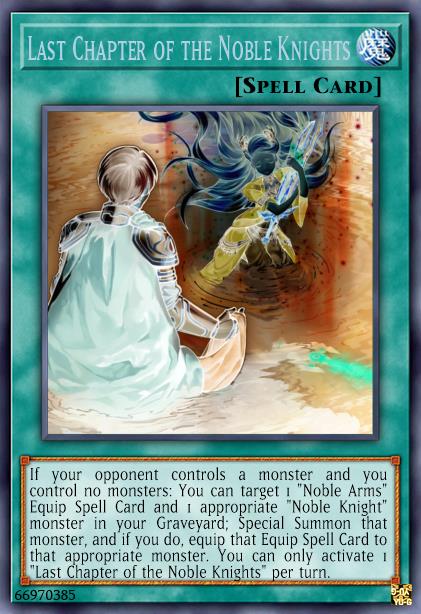 Last Chapter of the Noble Knights 魔
[Spell Card]
If your opponent controls a monster and you
control no monsters: You can target 1 "Noble Arms"
Equip Spell Card and 1 appropriate "Noble Knight"
monster in your Graveyard; Special Summon that
monster, and if you do, equip that Equip Spell Card to
that appropriate monster. You can only activate 1
"Last Chapter of the Noble Knights" per turn.
66970385